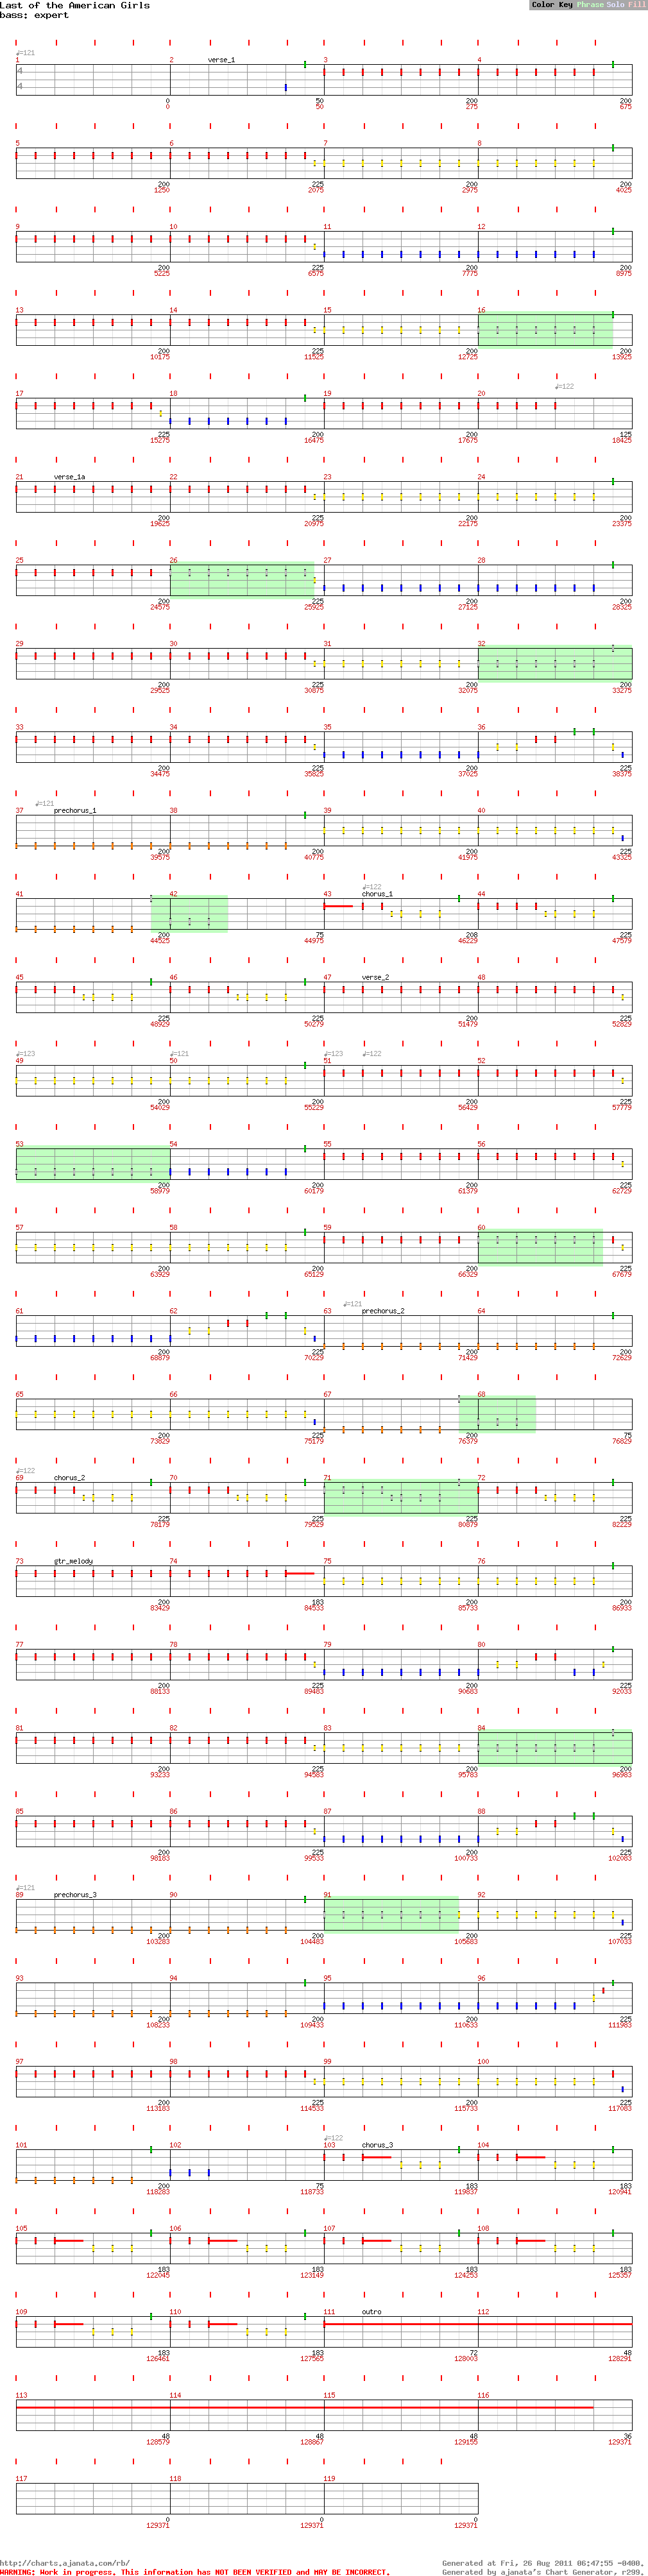 Last of the American Girls
bass: expert
Color Key Phrase Solo Fill
♩=121
1 2 verse_1 3 4
4
4
0 50 200 200
0 50 275 675
5 6 7 8
200 225 200 200
1250 2075 2975 4025
9 10 11 12
200 225 200 200
5225 6575 7775 8975
13 14 15 16
200 225 200 200
10175 11525 12725 13925
♩=122
17 18 19 20
225 200 200 125
15275 16475 17675 18425
21 verse_1a 22 23 24
200 225 200 200
19625 20975 22175 23375
25 26 27 28
200 225 200 200
24575 25925 27125 28325
29 30 31 32
200 225 200 200
29525 30875 32075 33275
33 34 35 36
200 225 200 225
34475 35825 37025 38375
♩=121
37 prechorus_1 38 39 40
200 200 200 225
39575 40775 41975 43325
♩=122
41 42 43 chorus_1 44
200 75 208 225
44525 44975 46229 47579
45 46 47 verse_2 48
225 225 200 225
48929 50279 51479 52829
♩=123 ♩=121 ♩=123 ♩=122
49 50 51 52
200 200 200 225
54029 55229 56429 57779
53 54 55 56
200 200 200 225
58979 60179 61379 62729
57 58 59 60
200 200 200 225
63929 65129 66329 67679
♩=121
61 62 63 prechorus_2 64
200 225 200 200
68879 70229 71429 72629
65 66 67 68
200 225 200 75
73829 75179 76379 76829
♩=122
69 chorus_2 70 71 72
225 225 225 225
78179 79529 80879 82229
73 gtr_melody 74 75 76
200 183 200 200
83429 84533 85733 86933
77 78 79 80
200 225 200 225
88133 89483 90683 92033
81 82 83 84
200 225 200 200
93233 94583 95783 96983
85 86 87 88
200 225 200 225
98183 99533 100733 102083
♩=121
89 prechorus_3 90 91 92
200 200 200 225
103283 104483 105683 107033
93 94 95 96
200 200 200 225
108233 109433 110633 111983
97 98 99 100
200 225 200 225
113183 114533 115733 117083
♩=122
101 102 103 chorus_3 104
200 75 183 183
118283 118733 119837 120941
105 106 107 108
183 183 183 183
122045 123149 124253 125357
109 110 111 outro 112
183 183 72 48
126461 127565 128003 128291
113 114 115 116
48 48 48 36
128579 128867 129155 129371
117 118 119
0 0 0
129371 129371 129371
http://charts.ajanata.com/rb/ Generated at Fri, 26 Aug 2011 06:47:55 -0400.
WARNING: Work in progress. This information has NOT BEEN VERIFIED and MAY BE INCORRECT. Generated by ajanata's Chart Generator, r299.